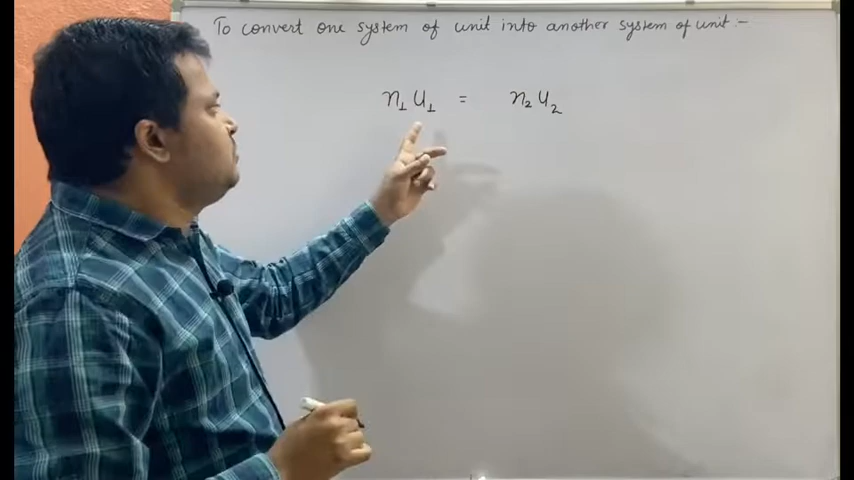 To convert one system of unit into another system of unit :-
n₁ u₁ = n₂ u₂